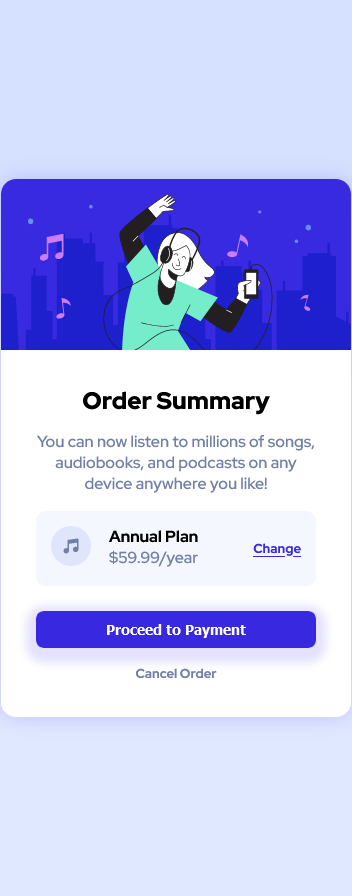 Order Summary
You can now listen to millions of songs,
audiobooks, and podcasts on any
device anywhere you like!
Annual Plan
$59.99/year
Change
Proceed to Payment
Cancel Order